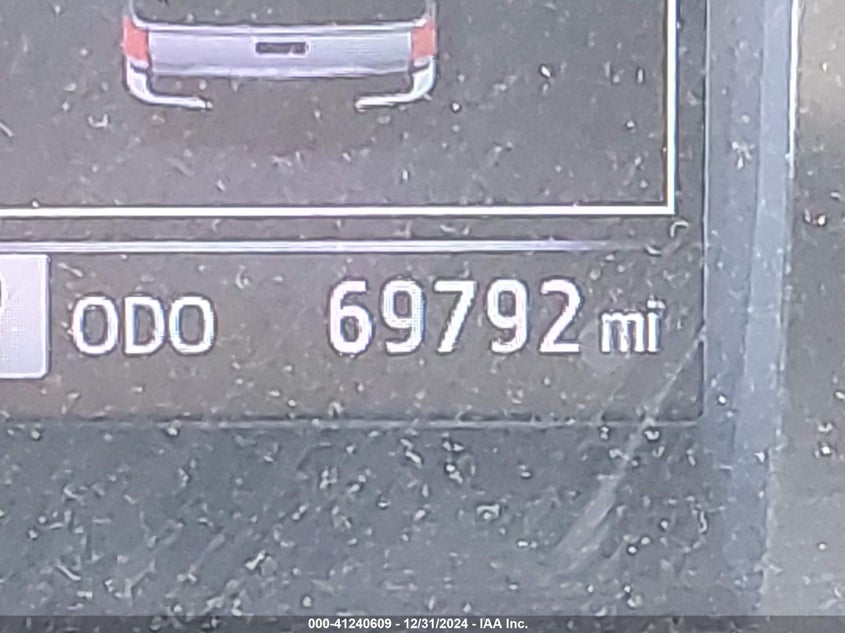 ODO 69792 mi
000-41240609 - 12/31/2024 - IAA Inc.